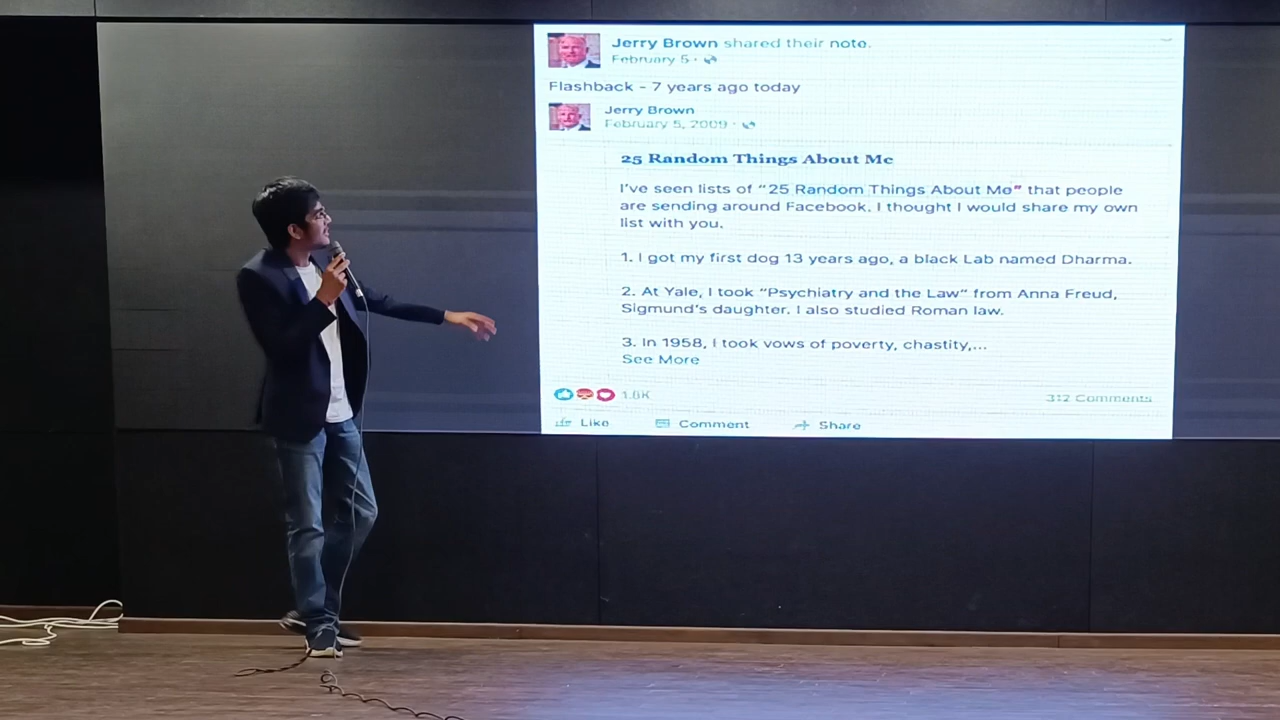 Jerry Brown shared their note.
February 5 ·
Flashback – 7 years ago today
Jerry Brown
February 5, 2009 ·
25 Random Things About Me
I've seen lists of "25 Random Things About Me" that people
are sending around Facebook. I thought I would share my own
list with you.
1. I got my first dog 13 years ago, a black Lab named Dharma.
2. At Yale, I took "Psychiatry and the Law" from Anna Freud,
Sigmund's daughter. I also studied Roman law.
3. In 1958, I took vows of poverty, chastity,...
See More
1.8K
312 Comments
Like
Comment
Share